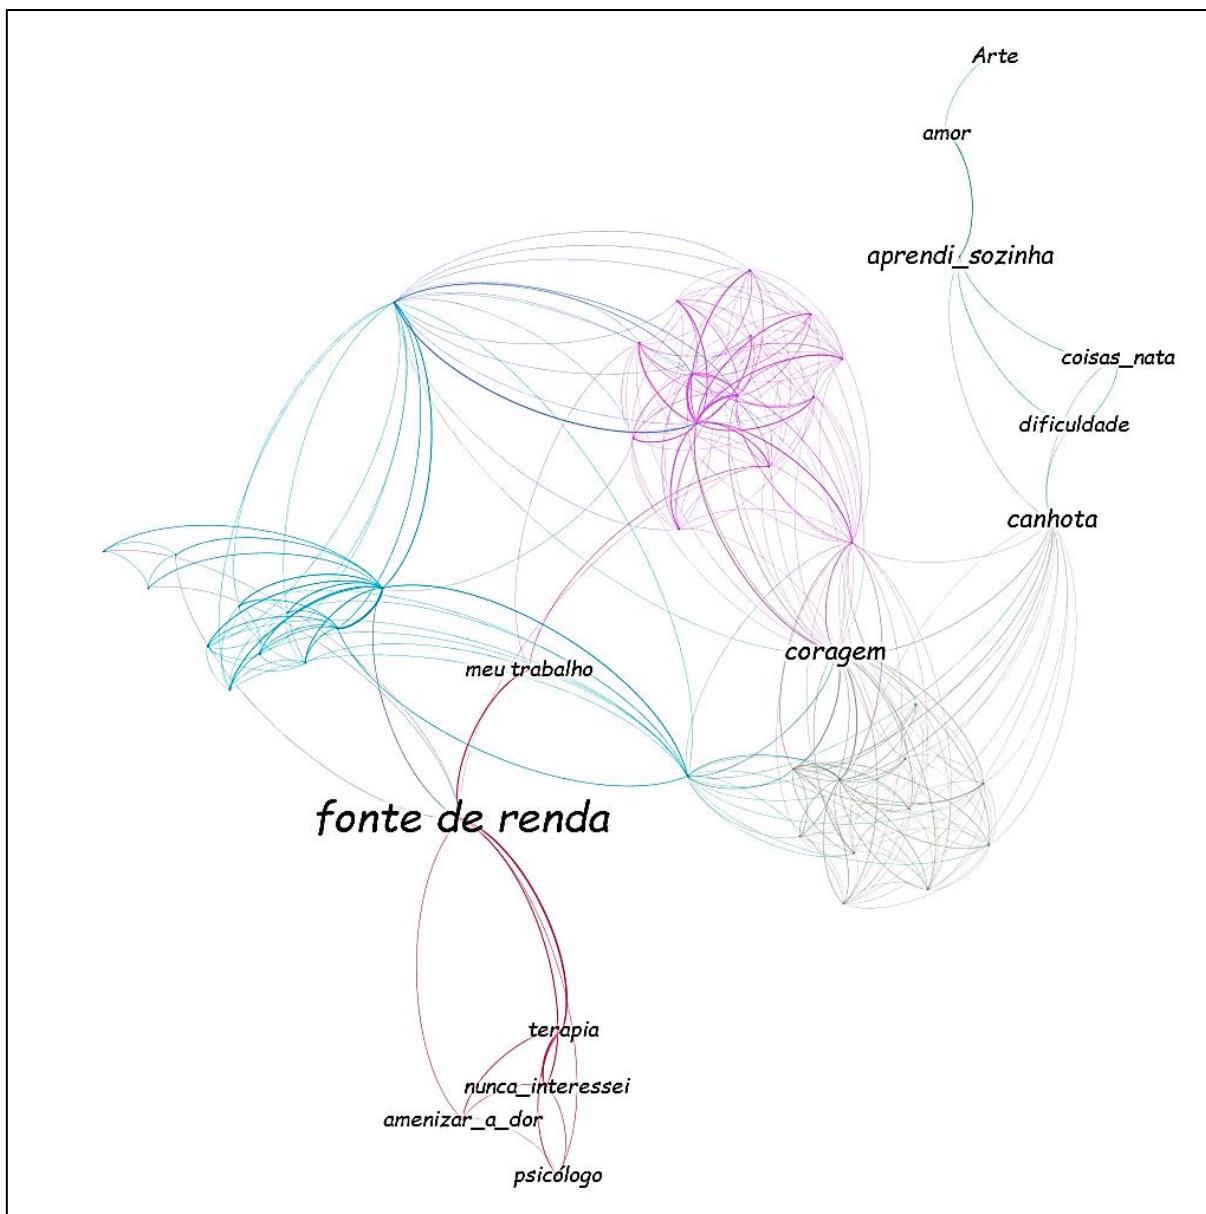 Arte
amor
aprendi_sozinha
coisas_nata
dificuldade
canhota
coragem
meu trabalho
fonte de renda
terapia
nunca_interessei
amenizar_a_dor
psicólogo